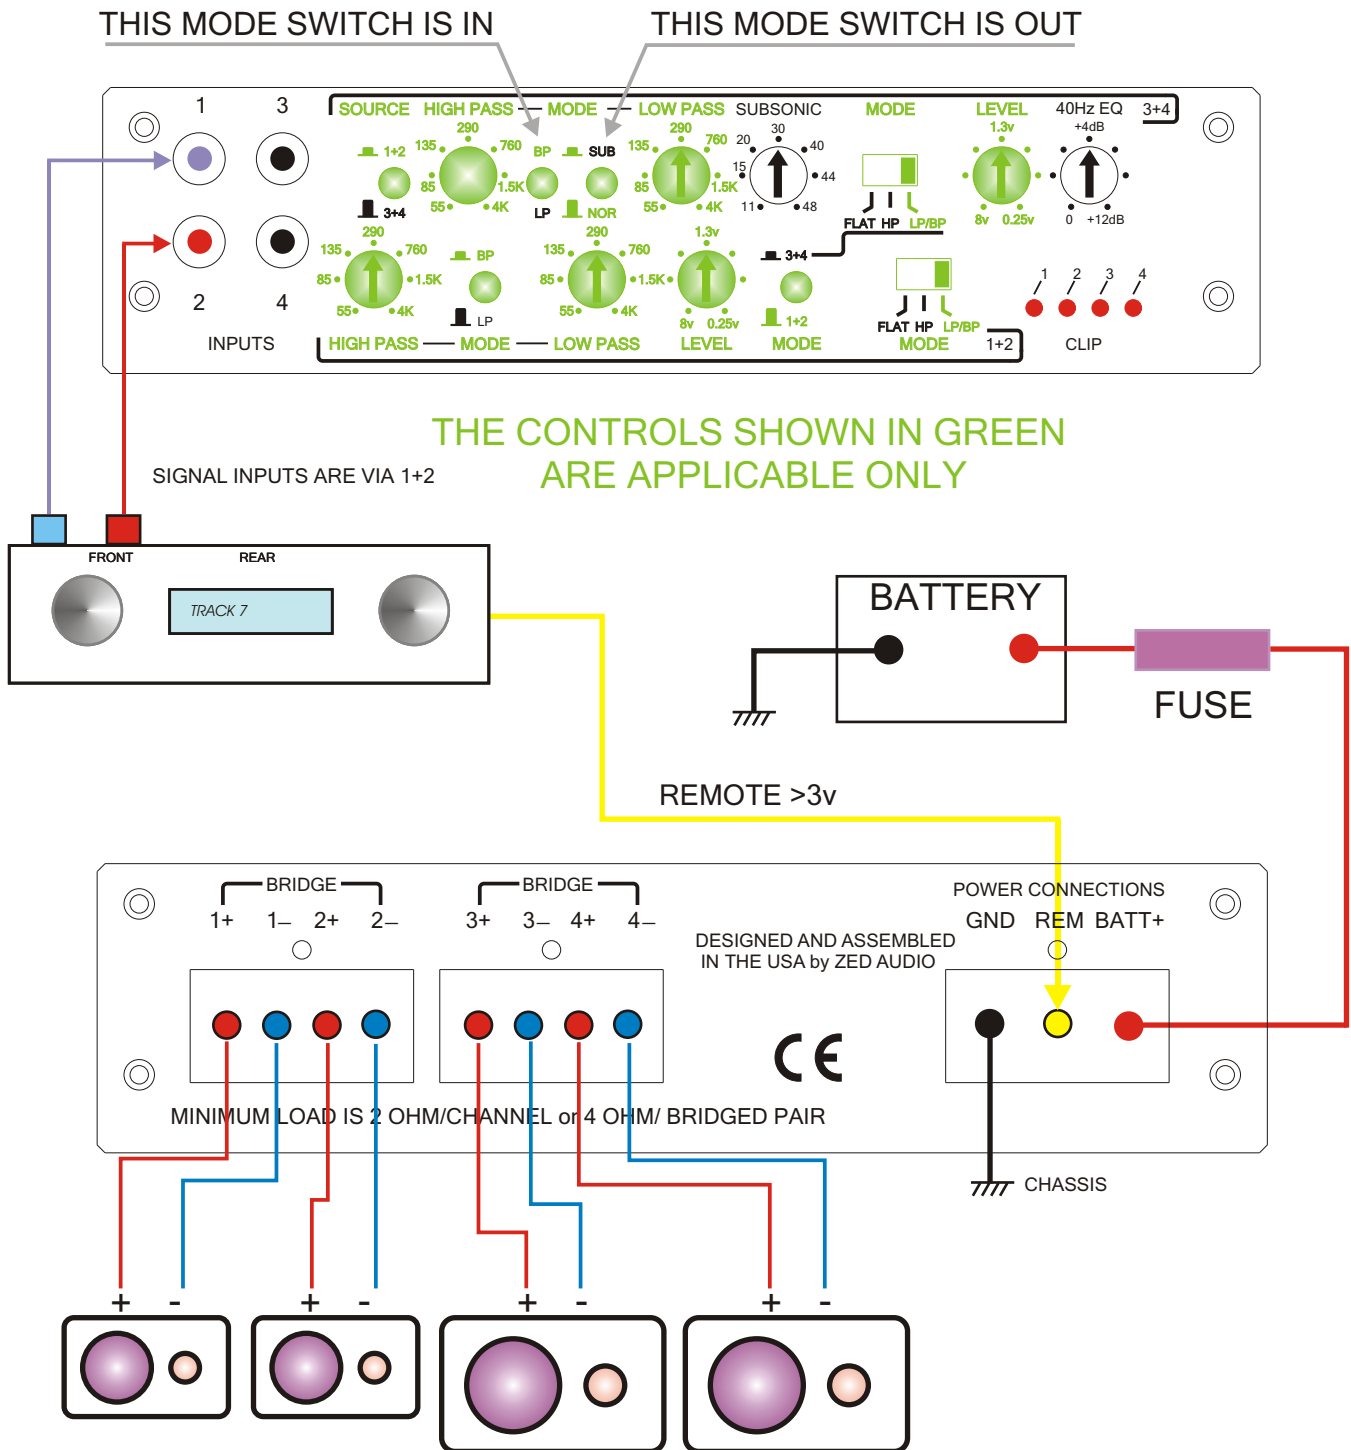 THIS MODE SWITCH IS IN
THIS MODE SWITCH IS OUT
1 3
SOURCE HIGH PASS MODE LOW PASS SUBSONIC MODE LEVEL 40Hz EQ 3+4
1+2
3+4
290
135 760
85 1.5K
55 4K
BP
LP
SUB
NOR
290
135 760
85 1.5K
55 4K
30
20 40
15 44
11 48
FLAT HP LP/BP
1.3v
8v 0.25v
+4dB
0 +12dB
290
135 760
85 1.5K
55 4K
BP
LP
290
135 760
85 1.5K
55 4K
1.3v
8v 0.25v
3+4
1+2
FLAT HP LP/BP
1 2 3 4
2 4
INPUTS
HIGH PASS MODE LOW PASS LEVEL MODE MODE 1+2
CLIP
THE CONTROLS SHOWN IN GREEN
ARE APPLICABLE ONLY
SIGNAL INPUTS ARE VIA 1+2
FRONT REAR
TRACK 7
BATTERY
FUSE
REMOTE >3v
BRIDGE BRIDGE
1+ 1– 2+ 2– 3+ 3– 4+ 4–
POWER CONNECTIONS
GND REM BATT+
DESIGNED AND ASSEMBLED
IN THE USA by ZED AUDIO
CE
MINIMUM LOAD IS 2 OHM/CHANNEL or 4 OHM/ BRIDGED PAIR
CHASSIS
+ - + - + - + -